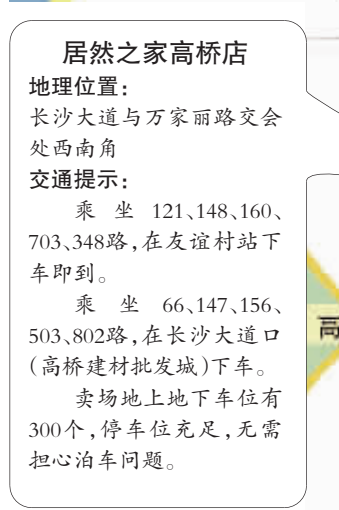 居然之家高桥店
地理位置：
长沙大道与万家丽路交会
处西南角
交通提示：
乘坐121、148、160、
703、348路，在友谊村站下
车即到。
乘坐66、147、156、
503、802路，在长沙大道口
（高桥建材批发城）下车。
卖场地上地下车位有
300个，停车位充足，无需
担心泊车问题。
高